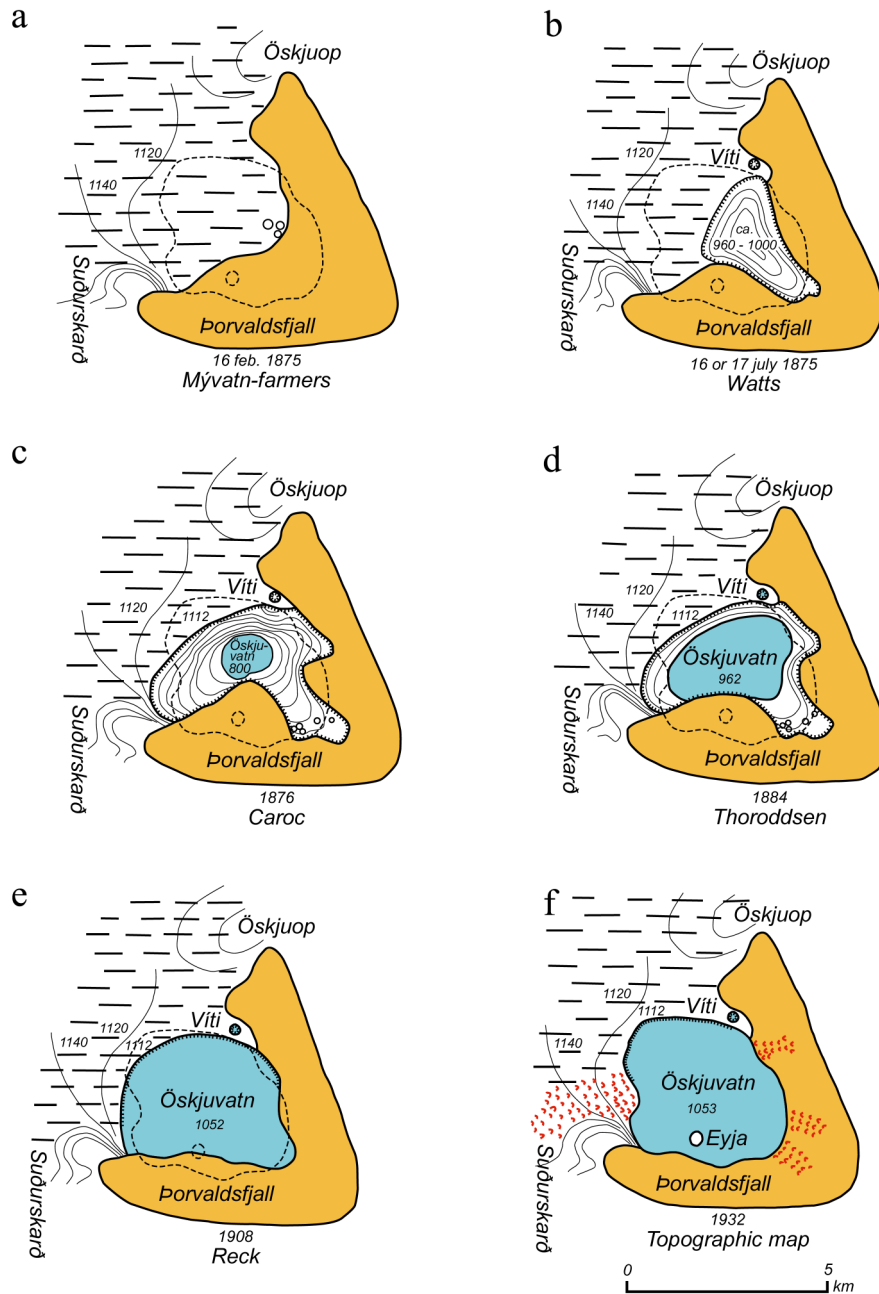 a
Öskjuop
1120
1140
Suðurskarð
Þorvaldsfjall
16 feb. 1875
Mývatn-farmers
b
Öskjuop
Víti
1120
1140
ca.
960 - 1000
Suðurskarð
Þorvaldsfjall
16 or 17 july 1875
Watts
c
Öskjuop
Víti
1120
1112
1140
Öskju-
vatn
800
Suðurskarð
Þorvaldsfjall
1876
Caroc
d
Öskjuop
Víti
1120
1140
1112
Öskjuvatn
962
Suðurskarð
Þorvaldsfjall
1884
Thoroddsen
e
Öskjuop
Víti
1120
1140
1112
Öskjuvatn
1052
Suðurskarð
Þorvaldsfjall
1908
Reck
f
Öskjuop
Víti
1120
1112
1140
Öskjuvatn
1053
Eyja
Suðurskarð
Þorvaldsfjall
1932
Topographic map
0 5
km